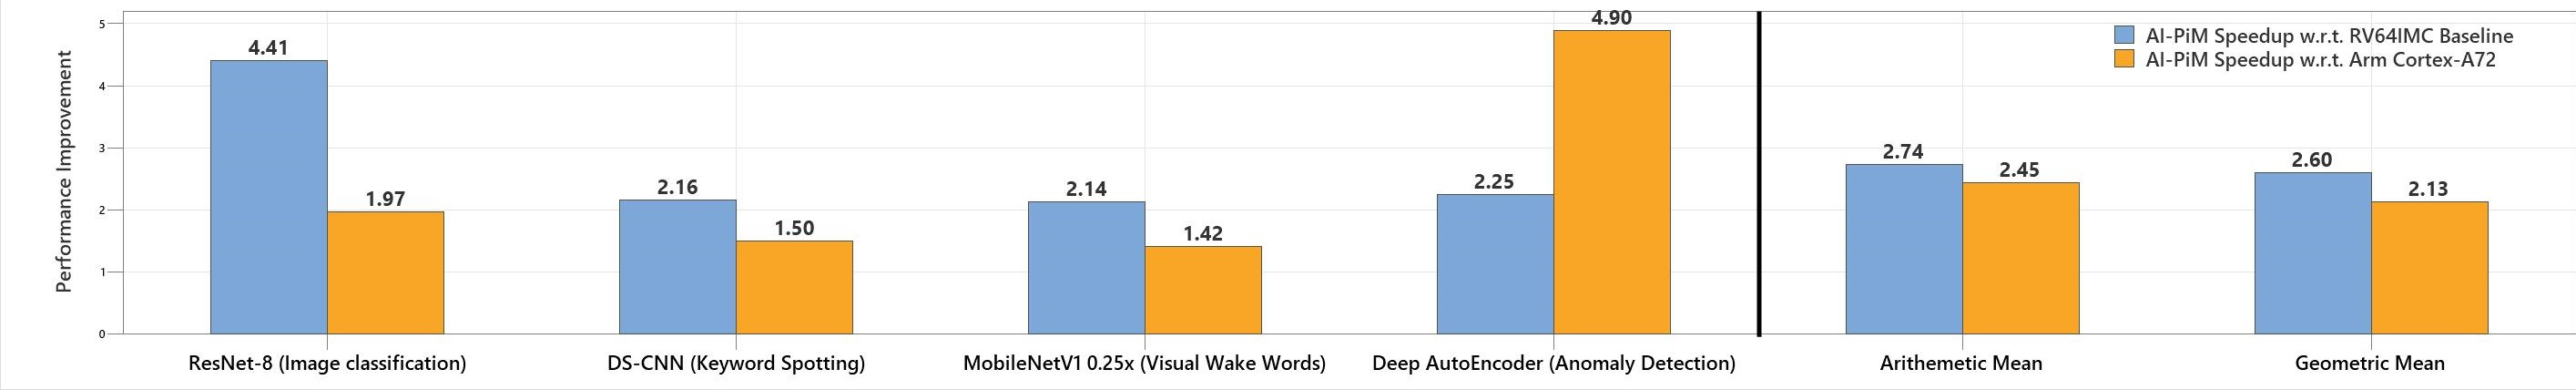 Performance Improvement
5
4
3
2
1
0
4.41
1.97
2.16
1.50
2.14
1.42
2.25
4.90
2.74
2.45
2.60
2.13
AI-PiM Speedup w.r.t. RV64IMC Baseline
AI-PiM Speedup w.r.t. Arm Cortex-A72
ResNet-8 (Image classification)
DS-CNN (Keyword Spotting)
MobileNetV1 0.25x (Visual Wake Words)
Deep AutoEncoder (Anomaly Detection)
Arithemetic Mean
Geometric Mean